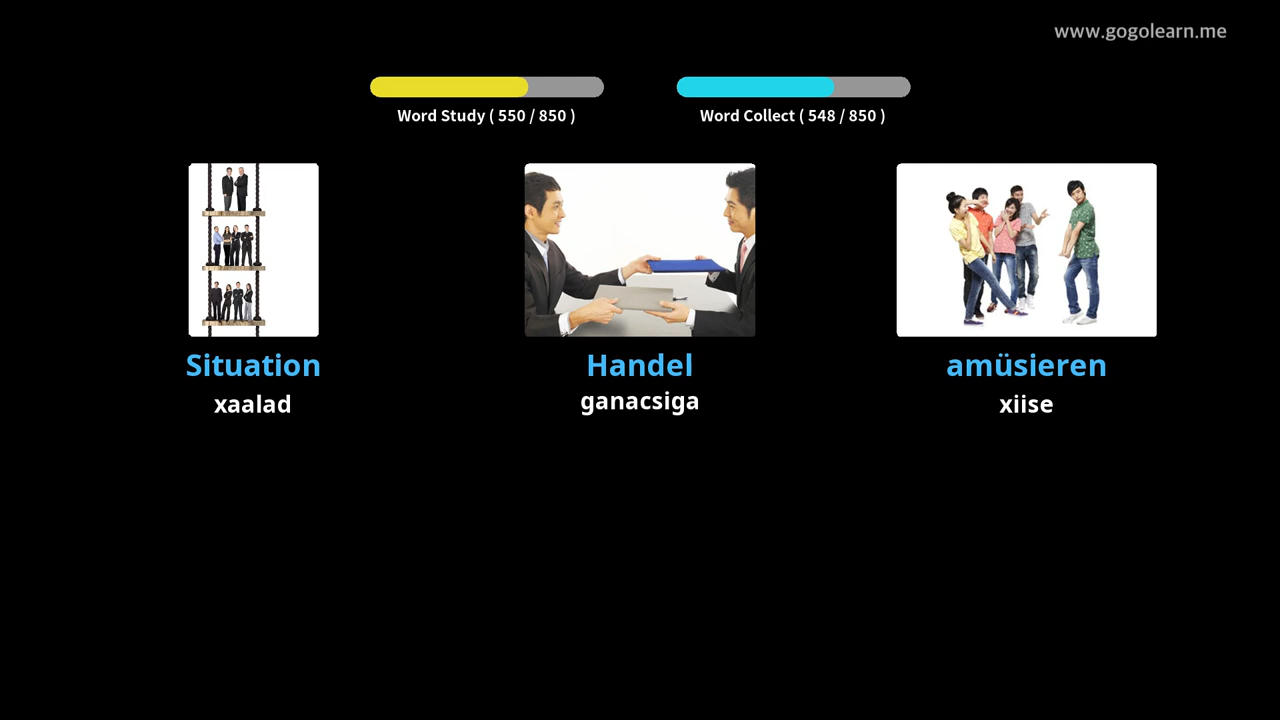 www.gogolearn.me
Word Study ( 550 / 850 )
Word Collect ( 548 / 850 )
Situation
xaalad
Handel
ganacsiga
amüsieren
xiise